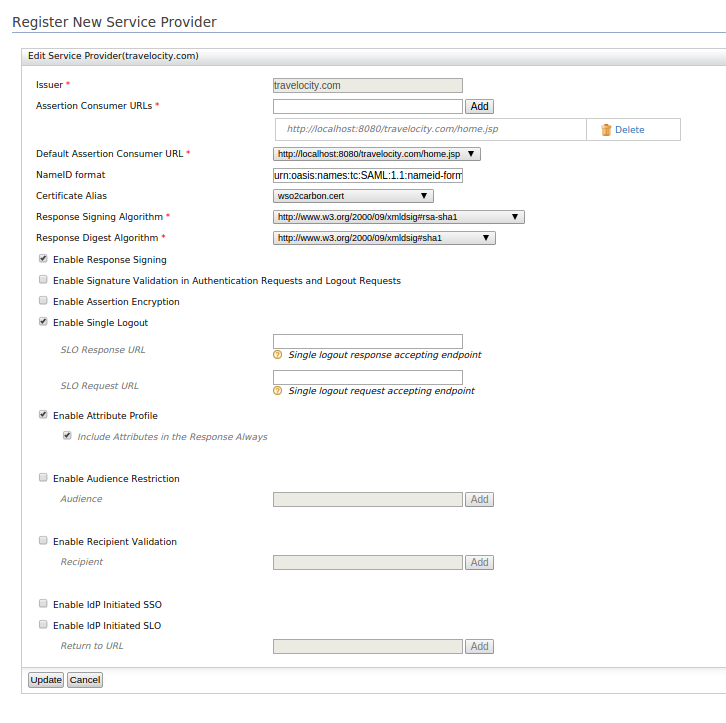 Register New Service Provider
Edit Service Provider(travelocity.com)
Issuer * travelocity.com
Assertion Consumer URLs * Add
http://localhost:8080/travelocity.com/home.jsp Delete
Default Assertion Consumer URL * http://localhost:8080/travelocity.com/home.jsp
NameID format urn:oasis:names:tc:SAML:1.1:nameid-form
Certificate Alias wso2carbon.cert
Response Signing Algorithm * http://www.w3.org/2000/09/xmldsig#rsa-sha1
Response Digest Algorithm * http://www.w3.org/2000/09/xmldsig#sha1
Enable Response Signing
Enable Signature Validation in Authentication Requests and Logout Requests
Enable Assertion Encryption
Enable Single Logout
SLO Response URL
Single logout response accepting endpoint
SLO Request URL
Single logout request accepting endpoint
Enable Attribute Profile
Include Attributes in the Response Always
Enable Audience Restriction
Audience Add
Enable Recipient Validation
Recipient Add
Enable IdP Initiated SSO
Enable IdP Initiated SLO
Return to URL Add
Update Cancel